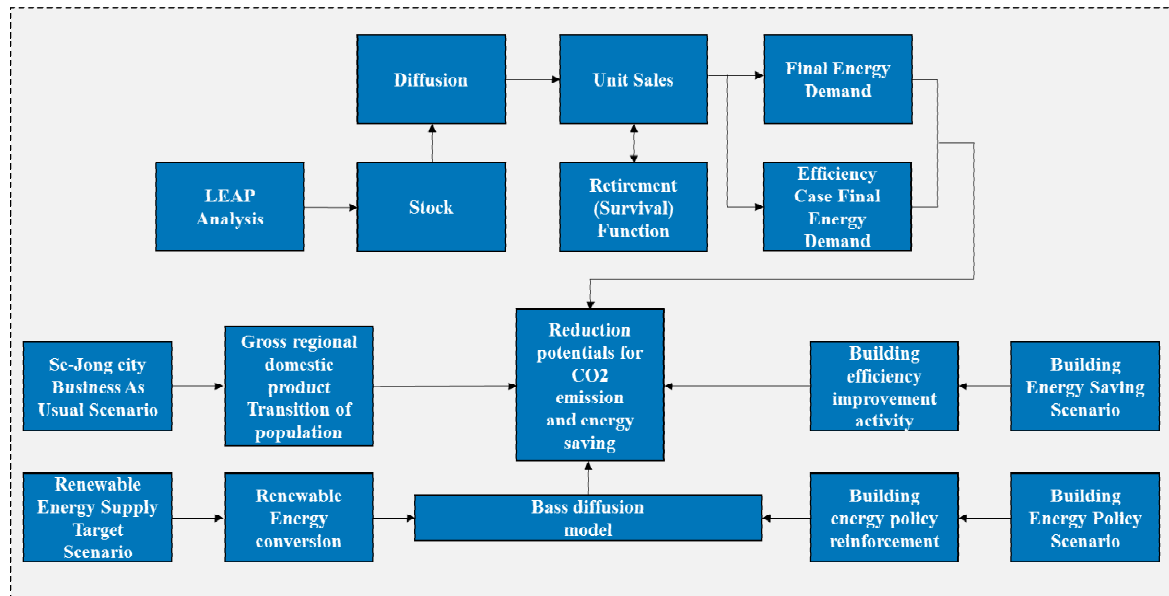 Diffusion
Unit Sales
Final Energy
Demand
LEAP
Analysis
Stock
Retirement
(Survival)
Function
Efficiency
Case Final
Energy
Demand
Se-Jong city
Business As
Usual Scenario
Gross regional
domestic
product
Transition of
population
Reduction
potentials for
CO2
emission
and energy
saving
Building
efficiency
improvement
activity
Building
Energy Saving
Scenario
Renewable
Energy Supply
Target
Scenario
Renewable
Energy
conversion
Bass diffusion
model
Building
energy policy
reinforcement
Building
Energy Policy
Scenario